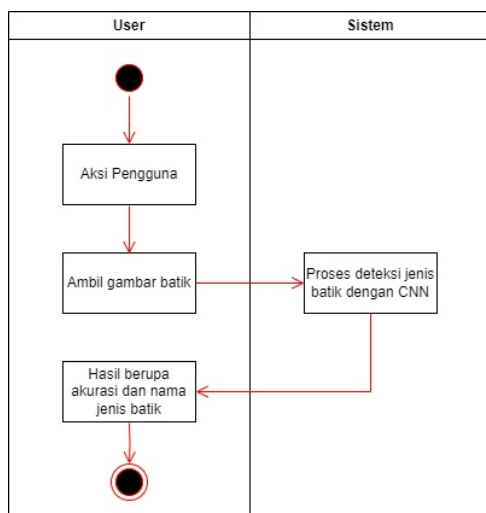 User
Sistem
Aksi Pengguna
Ambil gambar batik
Proses deteksi jenis
batik dengan CNN
Hasil berupa
akurasi dan nama
jenis batik